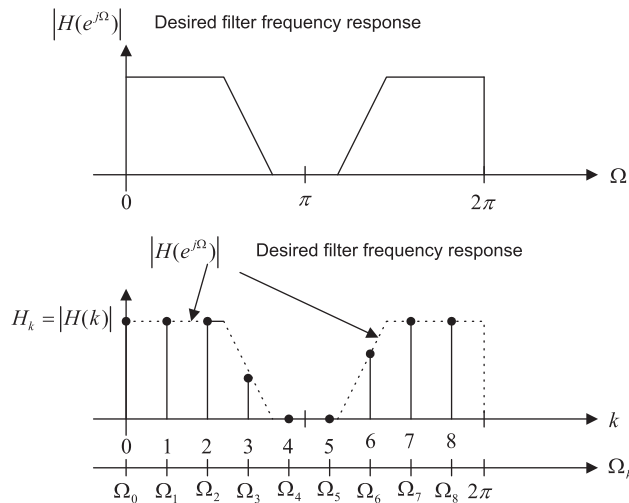 |H(e^{jΩ})| Desired filter frequency response
Ω
0 π 2π
|H(e^{jΩ})| Desired filter frequency response
H_k = |H(k)|
k
0 1 2 3 4 5 6 7 8
Ω_0 Ω_1 Ω_2 Ω_3 Ω_4 Ω_5 Ω_6 Ω_7 Ω_8 2π